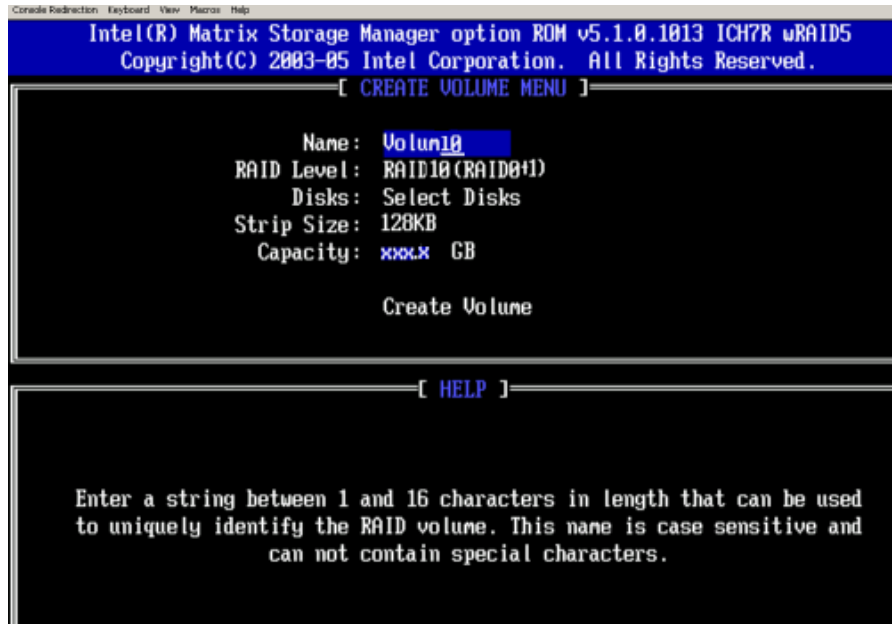 Console Redirection Keyboard View Macros Help
Intel(R) Matrix Storage Manager option ROM v5.1.0.1013 ICH7R wRAID5
Copyright(C) 2003-05 Intel Corporation. All Rights Reserved.
[ CREATE VOLUME MENU ]
Name: Volum10
RAID Level: RAID10(RAID0+1)
Disks: Select Disks
Strip Size: 128KB
Capacity: xxx.x GB
Create Volume
[ HELP ]
Enter a string between 1 and 16 characters in length that can be used
to uniquely identify the RAID volume. This name is case sensitive and
can not contain special characters.